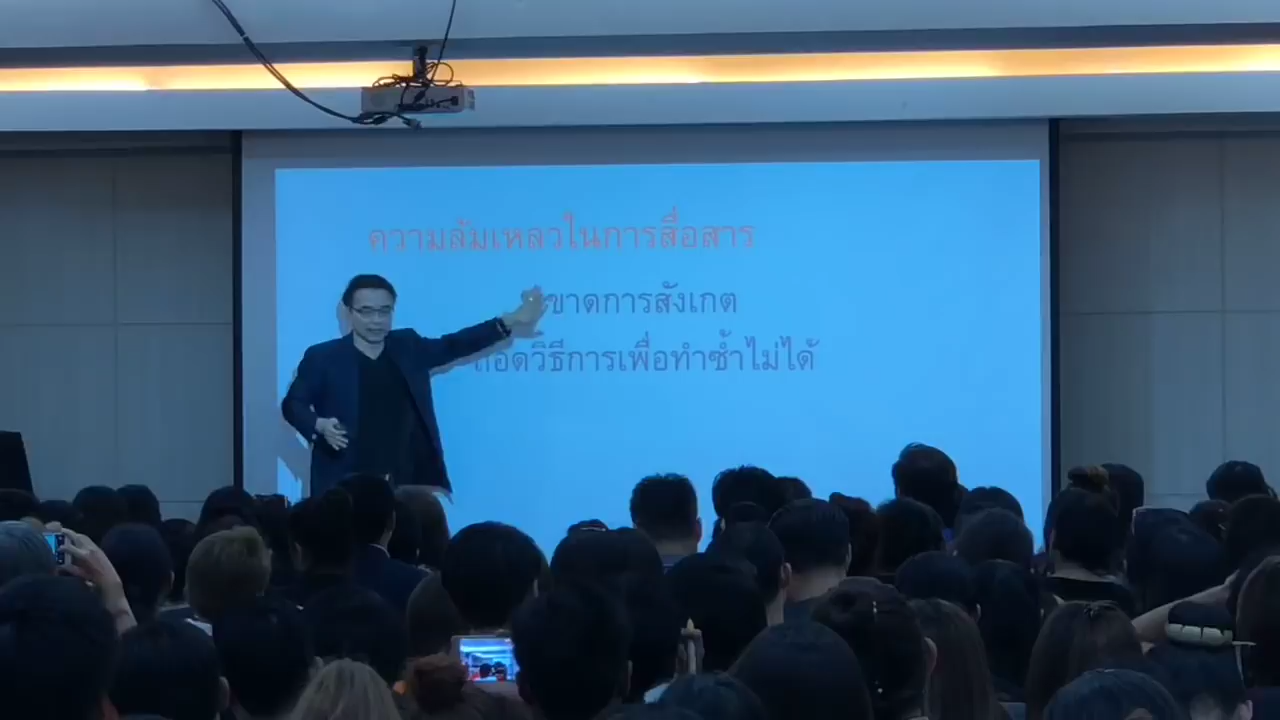 ความล้มเหลวในการสื่อสาร
ขาดการสังเกต
ถอดวิธีการเพื่อทำซ้ำไม่ได้